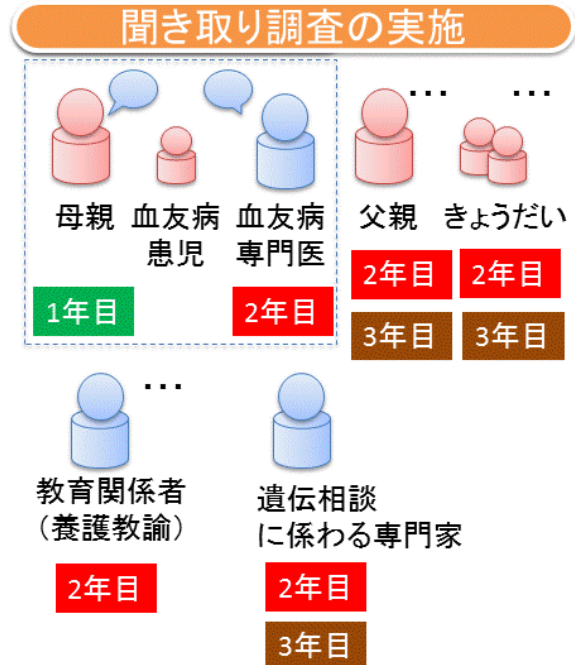 聞き取り調査の実施
... ...
母親 血友病 血友病 父親 きょうだい
患児 専門医
1年目 2年目 2年目 2年目
3年目 3年目
...
教育関係者
（養護教諭）
2年目
遺伝相談
に係わる専門家
2年目
3年目